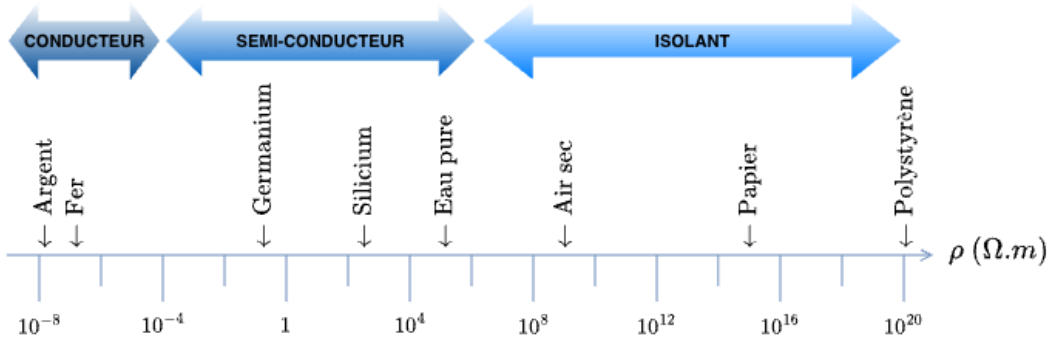 CONDUCTEUR SEMI-CONDUCTEUR ISOLANT
Argent
Fer
Germanium
Silicium
Eau pure
Air sec
Papier
Polystyrène
ρ (Ω.m)
10⁻⁸ 10⁻⁴ 1 10⁴ 10⁸ 10¹² 10¹⁶ 10²⁰